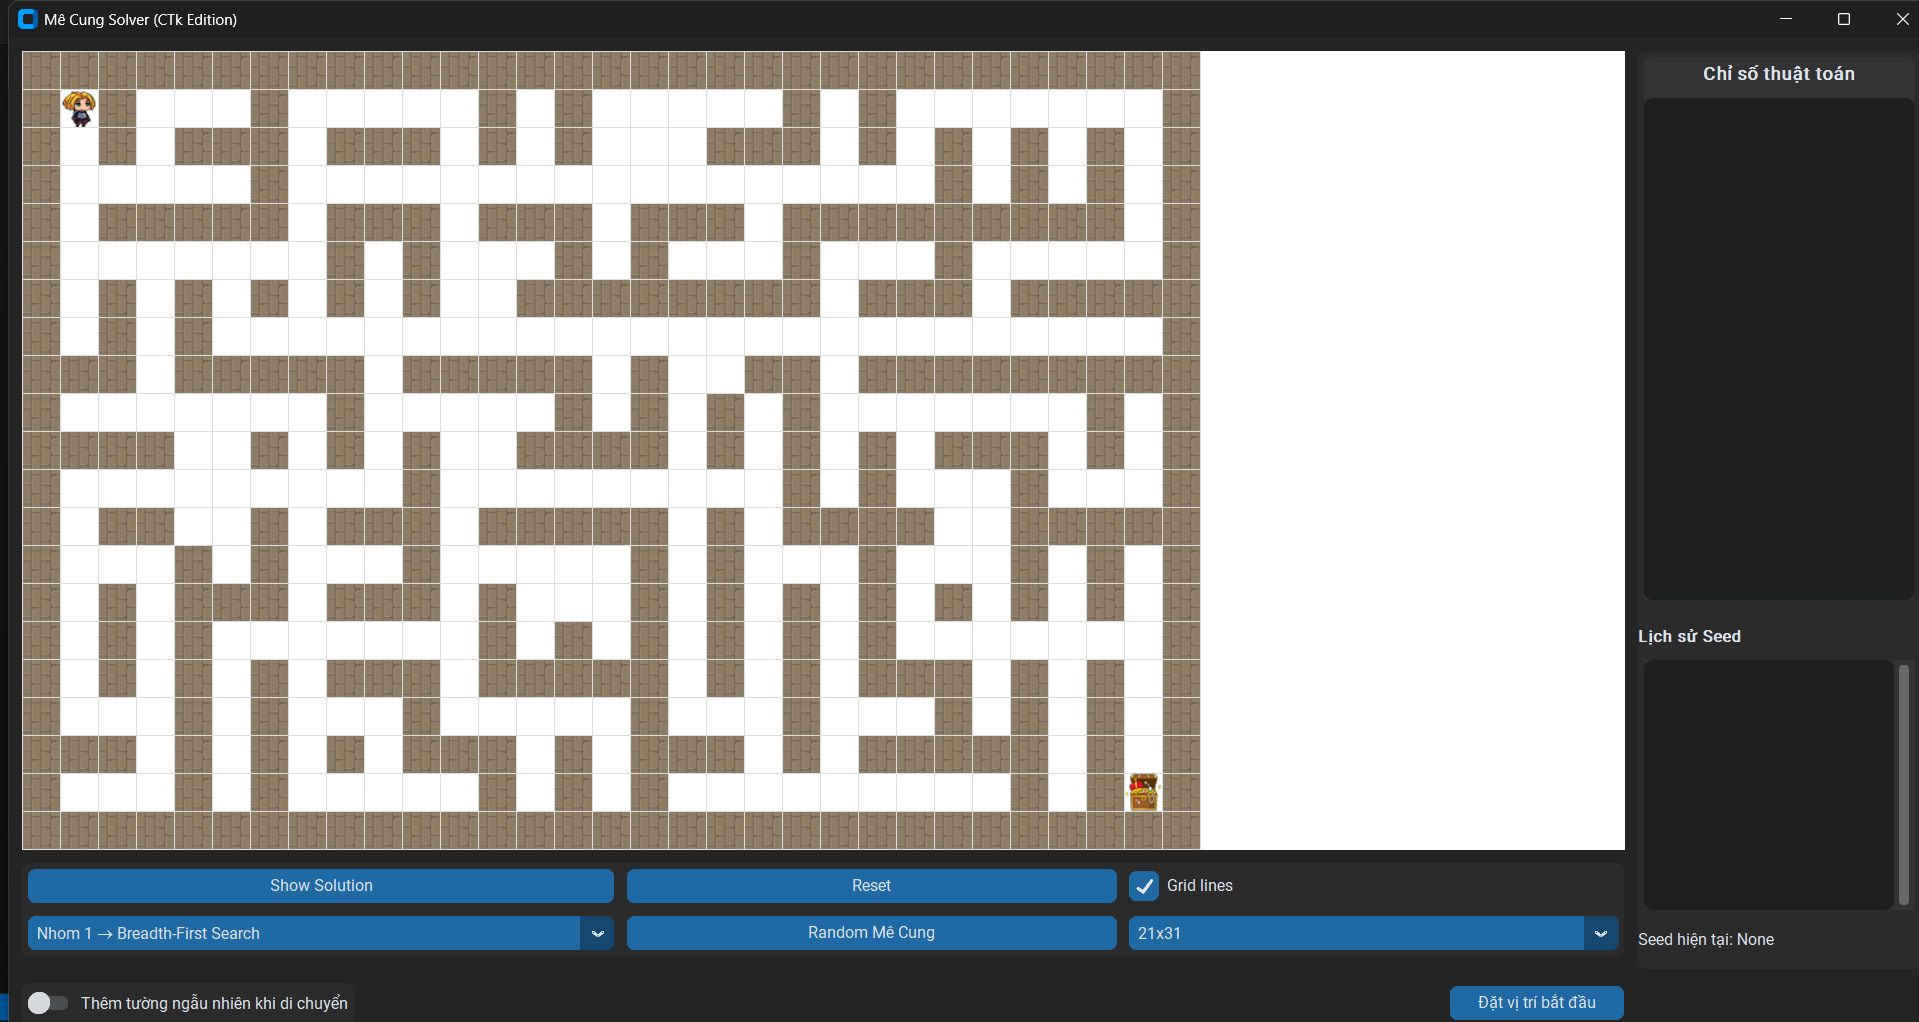 Mê Cung Solver (CTk Edition)
Chỉ số thuật toán
Lịch sử Seed
Show Solution
Reset
Grid lines
Nhom 1 → Breadth-First Search
Random Mê Cung
21x31
Seed hiện tại: None
Thêm tường ngẫu nhiên khi di chuyển
Đặt vị trí bắt đầu